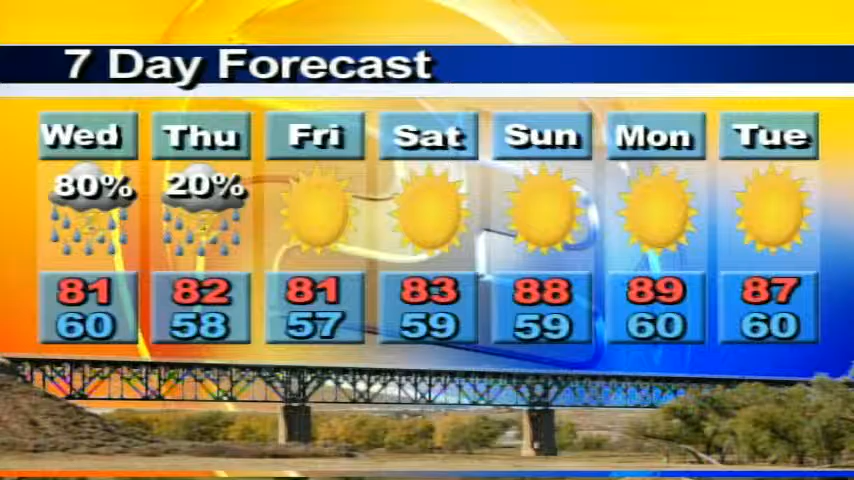 7 Day Forecast
Wed Thu Fri Sat Sun Mon Tue
80% 20%
81 82 81 83 88 89 87
60 58 57 59 59 60 60